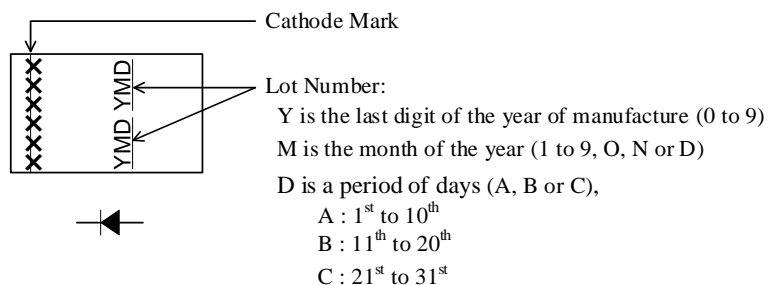 Cathode Mark
YMD YMD
Lot Number:
Y is the last digit of the year of manufacture (0 to 9)
M is the month of the year (1 to 9, O, N or D)
D is a period of days (A, B or C),
A : 1st to 10th
B : 11th to 20th
C : 21st to 31st